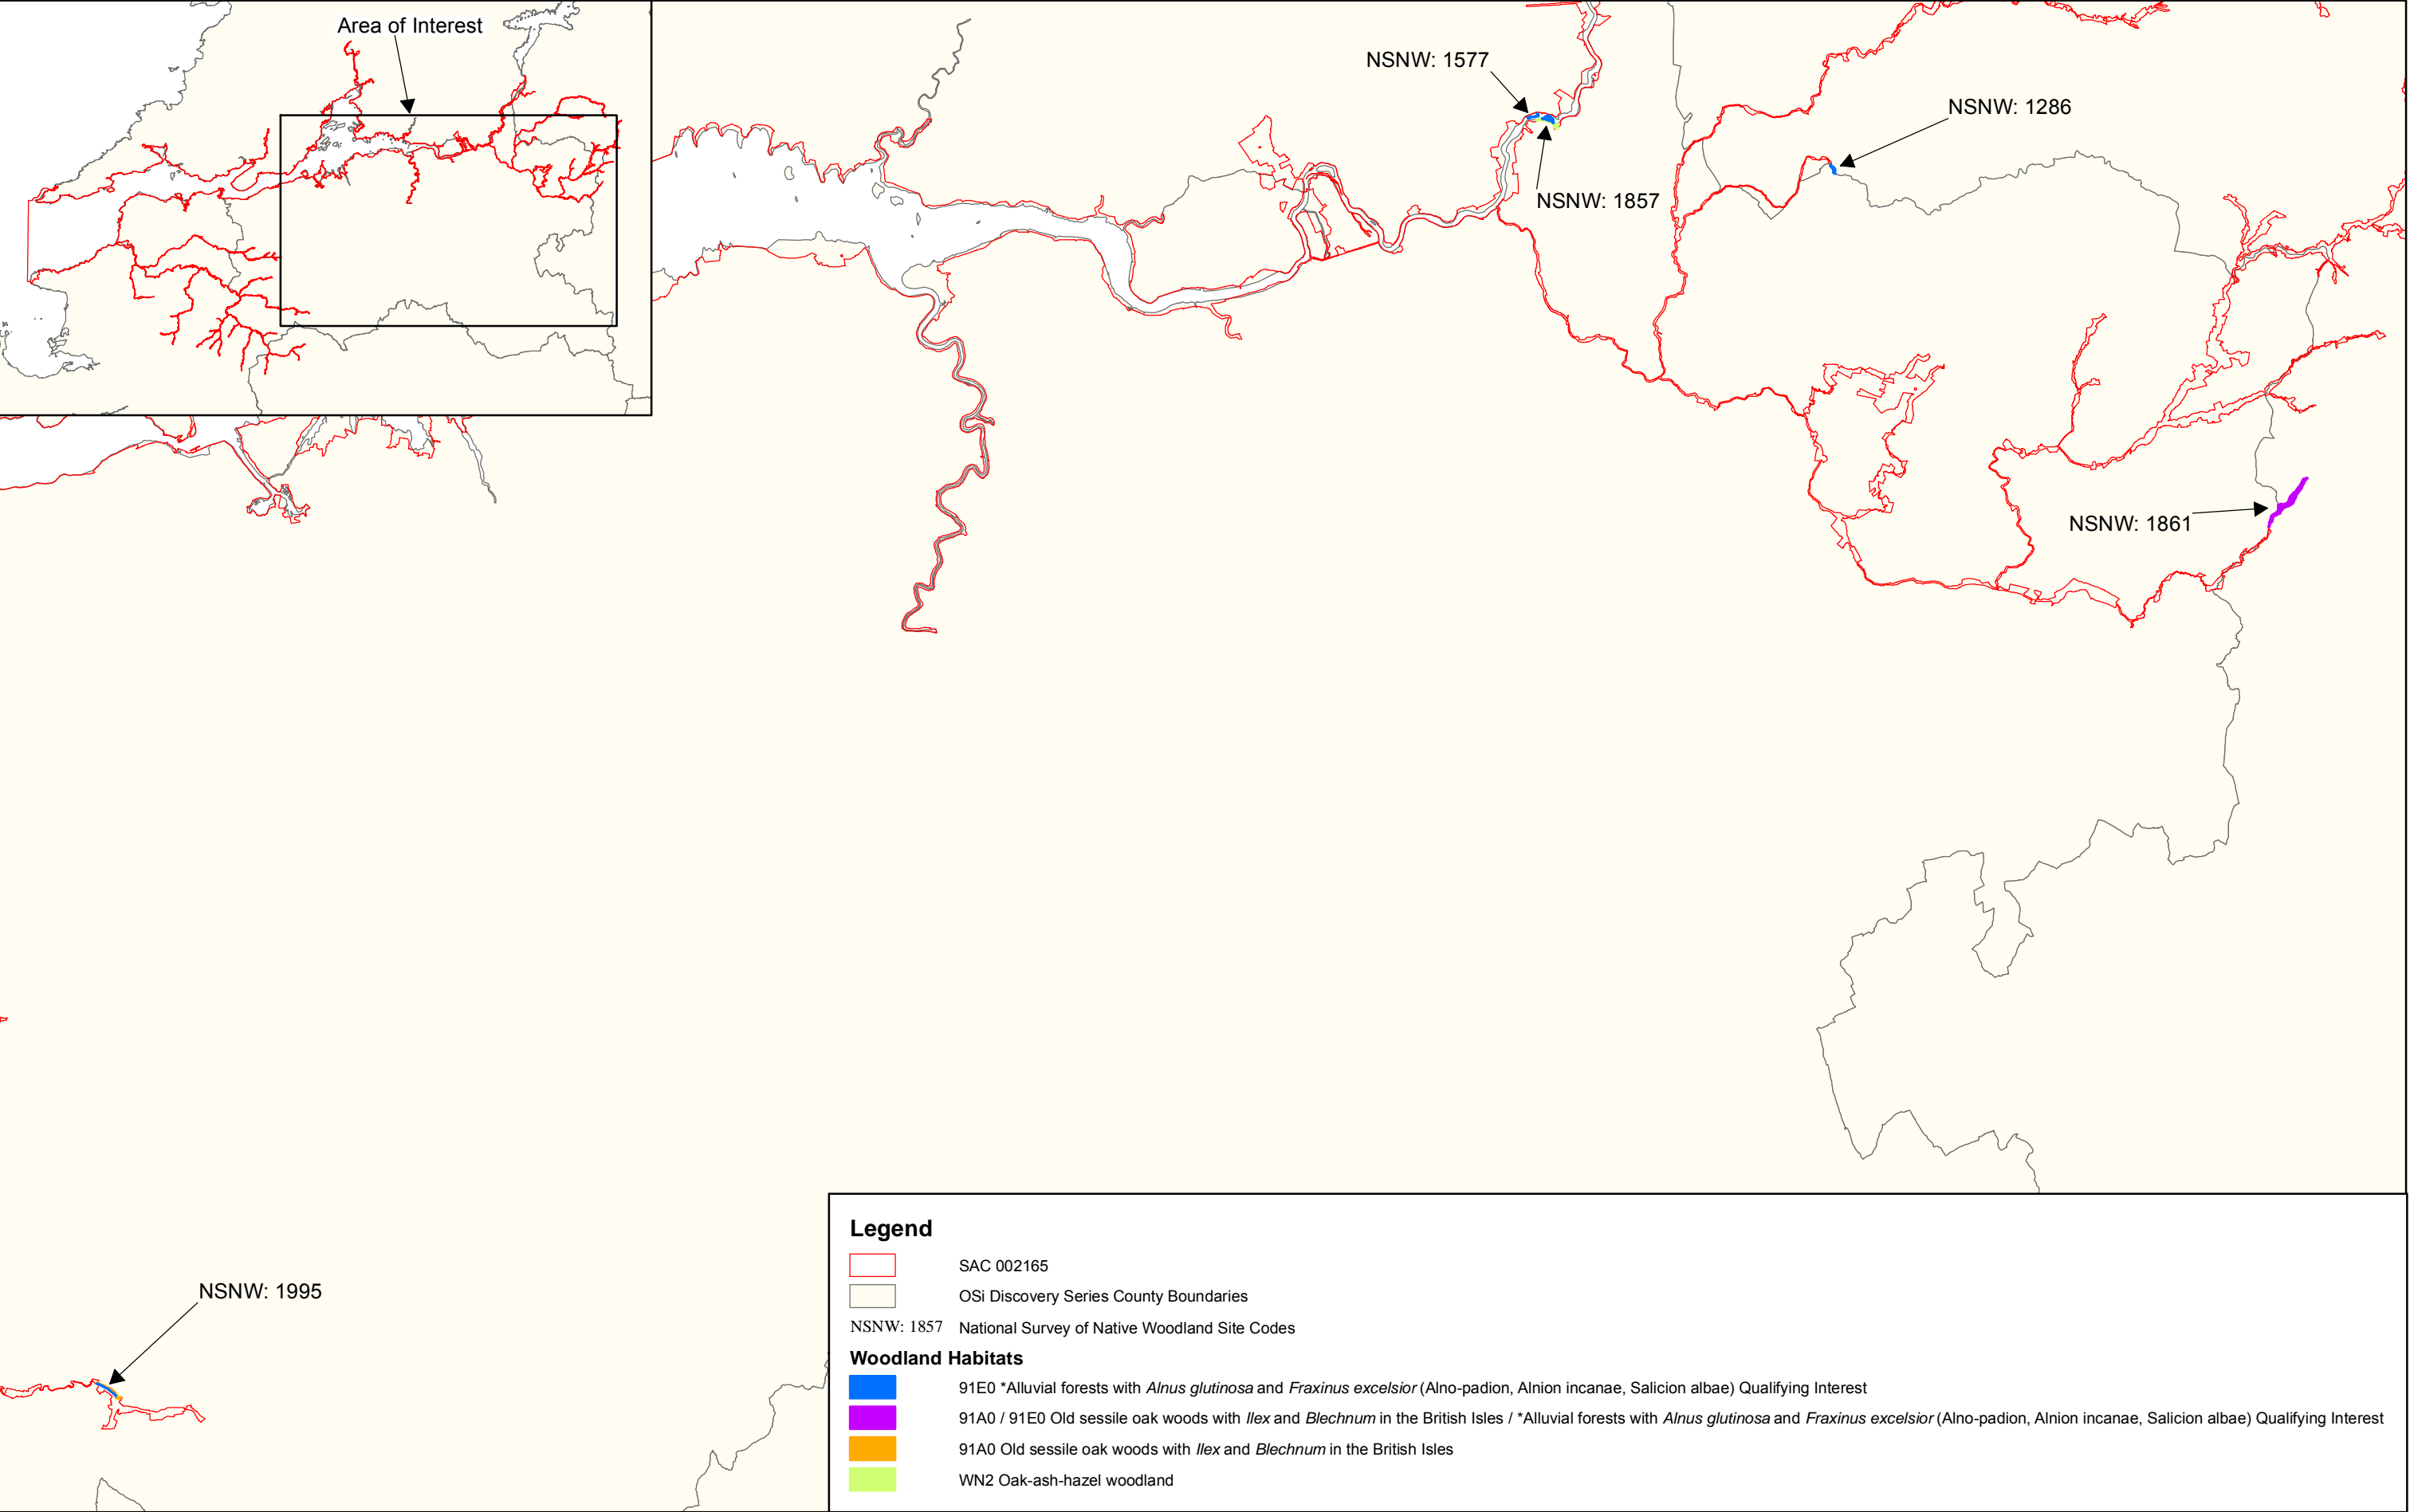 Area of Interest
NSNW: 1577
NSNW: 1286
NSNW: 1857
NSNW: 1861
NSNW: 1995
Legend
SAC 002165
OSi Discovery Series County Boundaries
NSNW: 1857 National Survey of Native Woodland Site Codes
Woodland Habitats
91E0 *Alluvial forests with Alnus glutinosa and Fraxinus excelsior (Alno-padion, Alnion incanae, Salicion albae) Qualifying Interest
91A0 / 91E0 Old sessile oak woods with Ilex and Blechnum in the British Isles / *Alluvial forests with Alnus glutinosa and Fraxinus excelsior (Alno-padion, Alnion incanae, Salicion albae) Qualifying Interest
91A0 Old sessile oak woods with Ilex and Blechnum in the British Isles
WN2 Oak-ash-hazel woodland